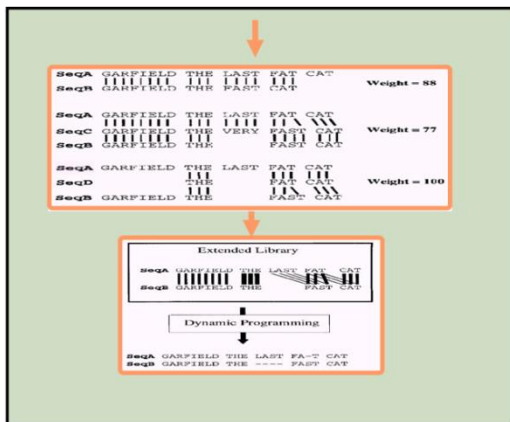 SeqA GARFIELD THE LAST FAT CAT
SeqB GARFIELD THE FAST CAT
Weight = 88
SeqA GARFIELD THE LAST FAT CAT
SeqC GARFIELD THE VERY FAST CAT
SeqB GARFIELD THE FAST CAT
Weight = 77
SeqA GARFIELD THE LAST FAT CAT
SeqD THE FAT CAT
SeqB GARFIELD THE FAST CAT
Weight = 100
Extended Library
SeqA GARFIELD THE LAST FAT CAT
SeqB GARFIELD THE FAST CAT
Dynamic Programming
SeqA GARFIELD THE LAST FA-T CAT
SeqB GARFIELD THE ---- FAST CAT